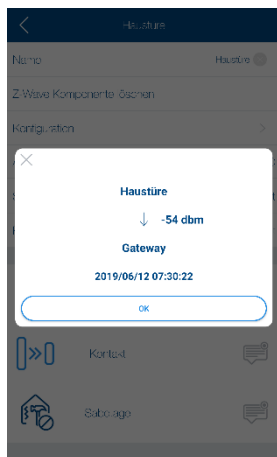 Haustüre
Name
Haustüre
Z-Wave Komponente löschen
Konfiguration
Haustüre
-54 dbm
Gateway
2019/06/12 07:30:22
OK
Kontakt
Sabotage